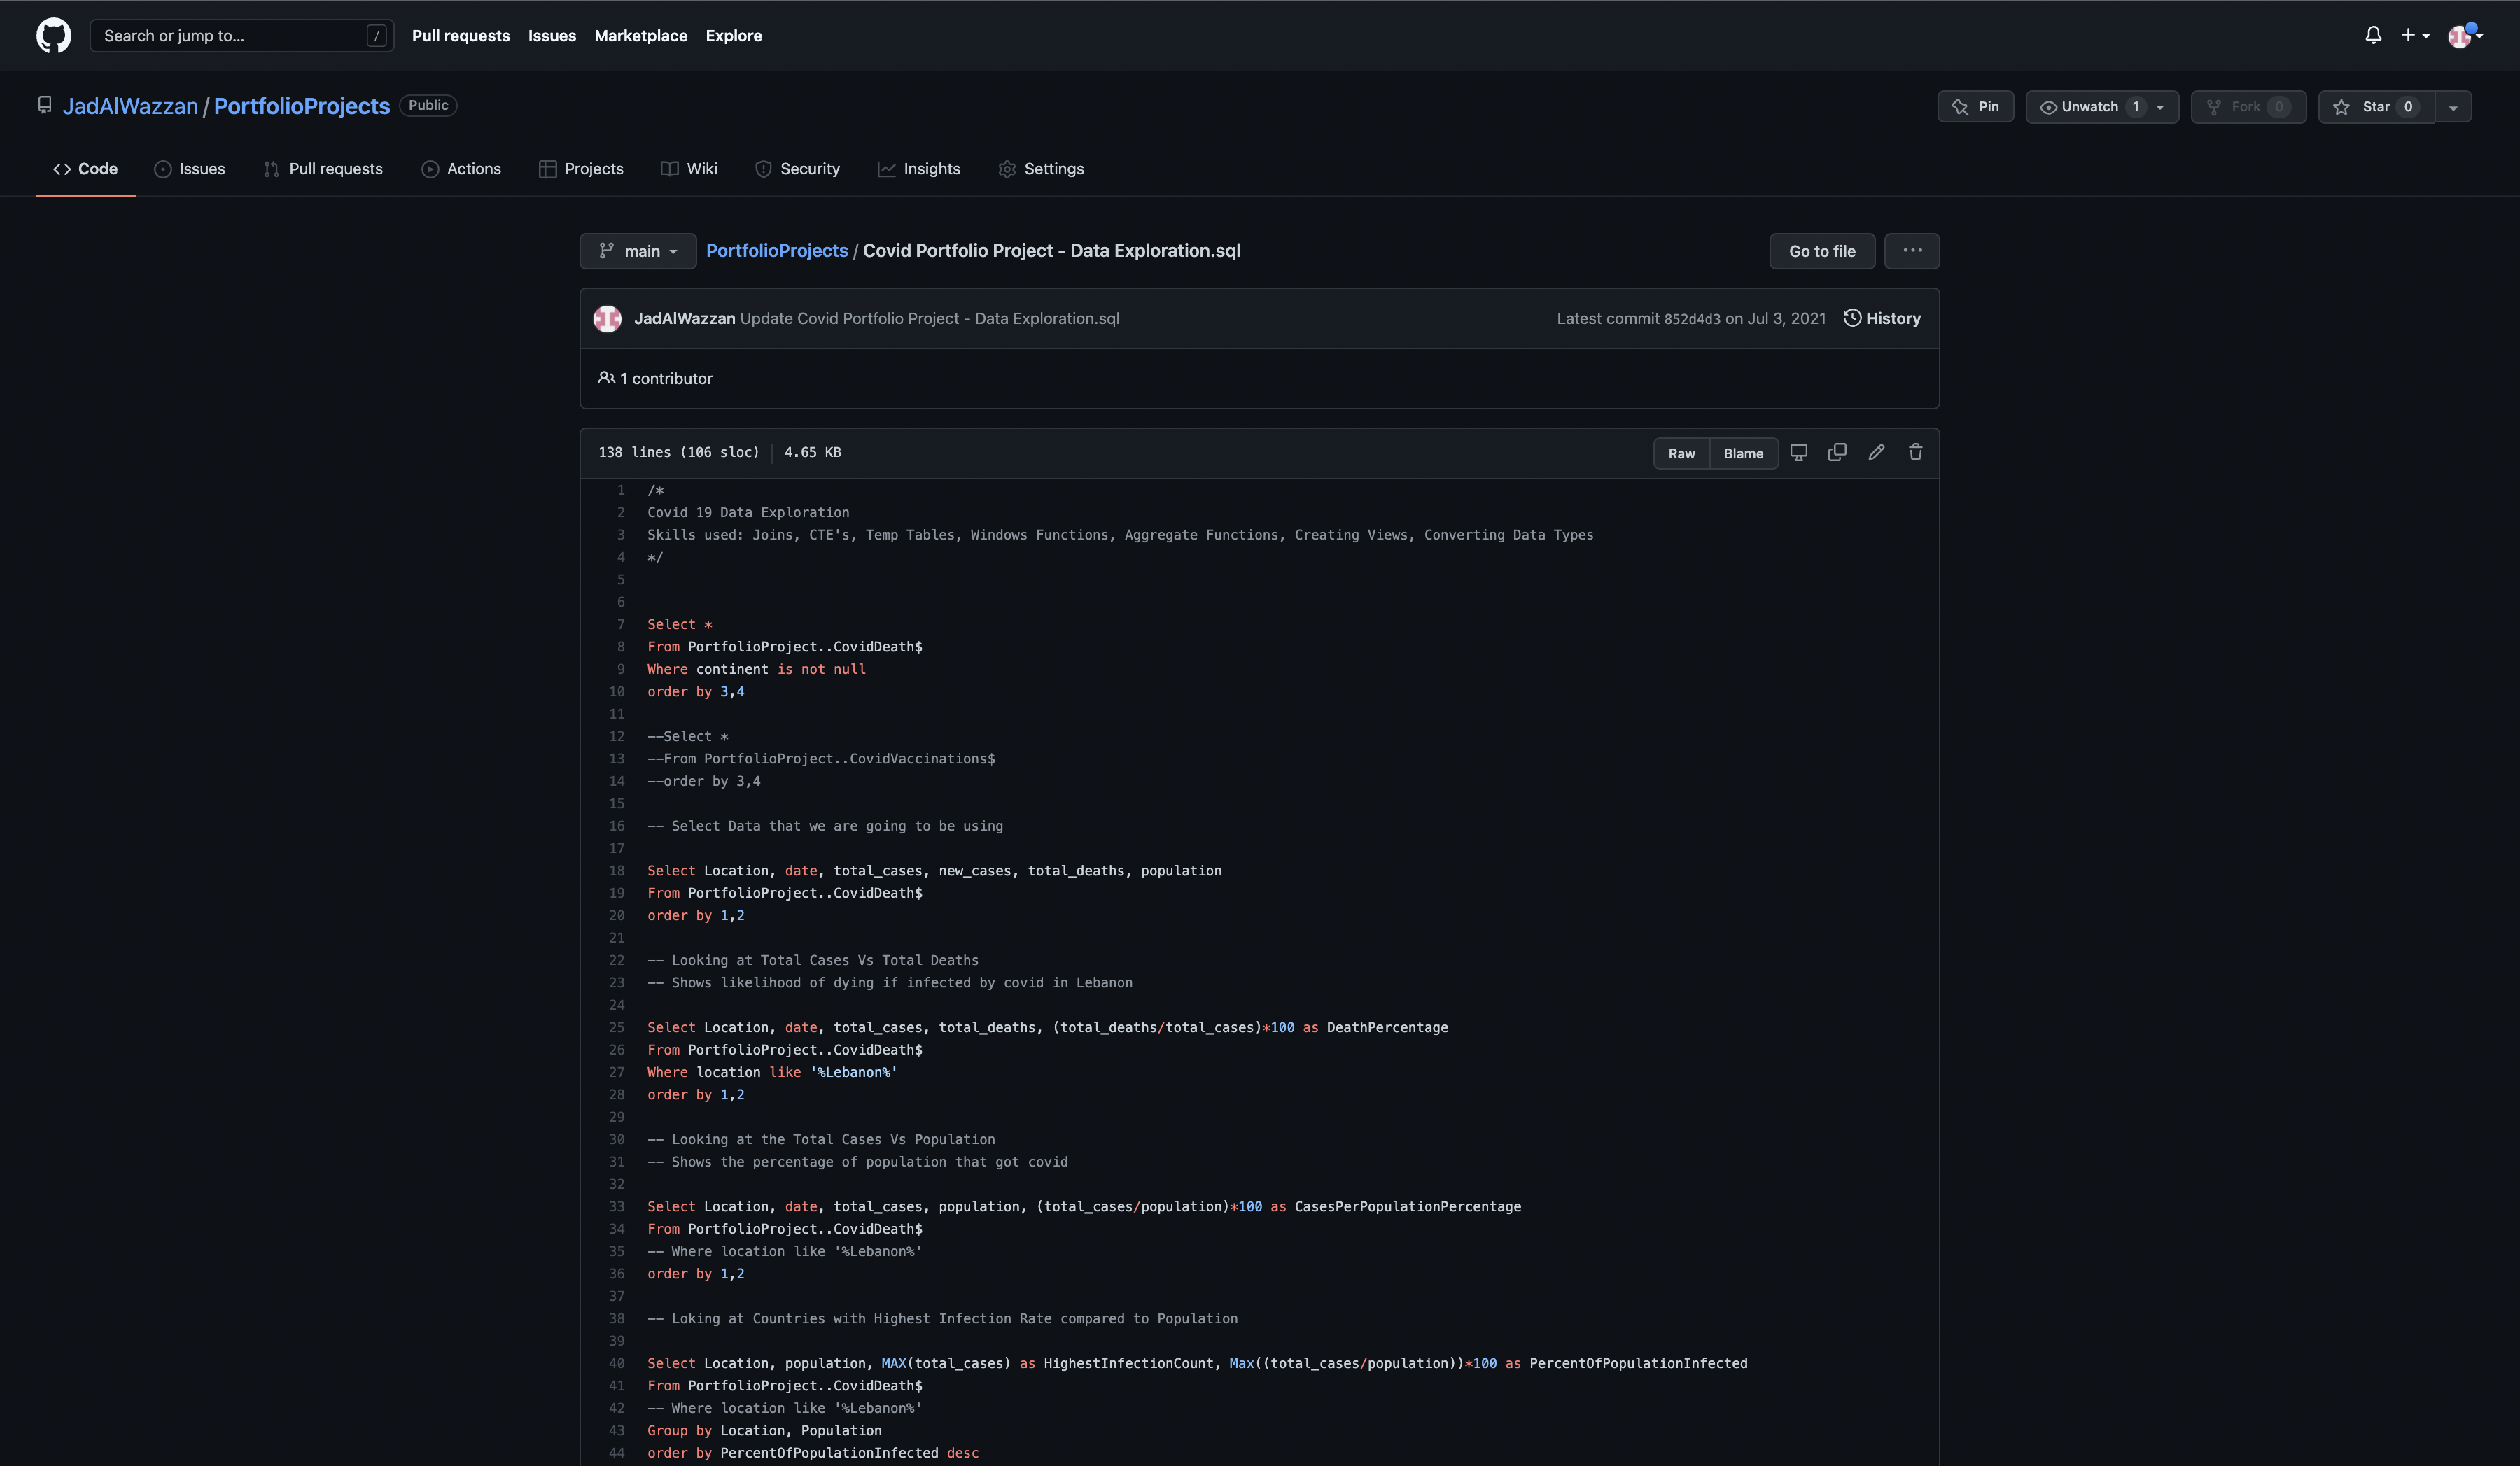 Search or jump to... /
Pull requests Issues Marketplace Explore
JadAlWazzan / PortfolioProjects Public
Pin Unwatch 1 Fork 0 Star 0
Code Issues Pull requests Actions Projects Wiki Security Insights Settings
main PortfolioProjects / Covid Portfolio Project - Data Exploration.sql Go to file ...
JadAlWazzan Update Covid Portfolio Project - Data Exploration.sql Latest commit 852d4d3 on Jul 3, 2021 History
1 contributor
138 lines (106 sloc) 4.65 KB Raw Blame
1 /*
2 Covid 19 Data Exploration
3 Skills used: Joins, CTE's, Temp Tables, Windows Functions, Aggregate Functions, Creating Views, Converting Data Types
4 */
5
6
7 Select *
8 From PortfolioProject..CovidDeath$
9 Where continent is not null
10 order by 3,4
11
12 --Select *
13 --From PortfolioProject..CovidVaccinations$
14 --order by 3,4
15
16 -- Select Data that we are going to be using
17
18 Select Location, date, total_cases, new_cases, total_deaths, population
19 From PortfolioProject..CovidDeath$
20 order by 1,2
21
22 -- Looking at Total Cases Vs Total Deaths
23 -- Shows likelihood of dying if infected by covid in Lebanon
24
25 Select Location, date, total_cases, total_deaths, (total_deaths/total_cases)*100 as DeathPercentage
26 From PortfolioProject..CovidDeath$
27 Where location like '%Lebanon%'
28 order by 1,2
29
30 -- Looking at the Total Cases Vs Population
31 -- Shows the percentage of population that got covid
32
33 Select Location, date, total_cases, population, (total_cases/population)*100 as CasesPerPopulationPercentage
34 From PortfolioProject..CovidDeath$
35 -- Where location like '%Lebanon%'
36 order by 1,2
37
38 -- Loking at Countries with Highest Infection Rate compared to Population
39
40 Select Location, population, MAX(total_cases) as HighestInfectionCount, Max((total_cases/population))*100 as PercentOfPopulationInfected
41 From PortfolioProject..CovidDeath$
42 -- Where location like '%Lebanon%'
43 Group by Location, Population
44 order by PercentOfPopulationInfected desc